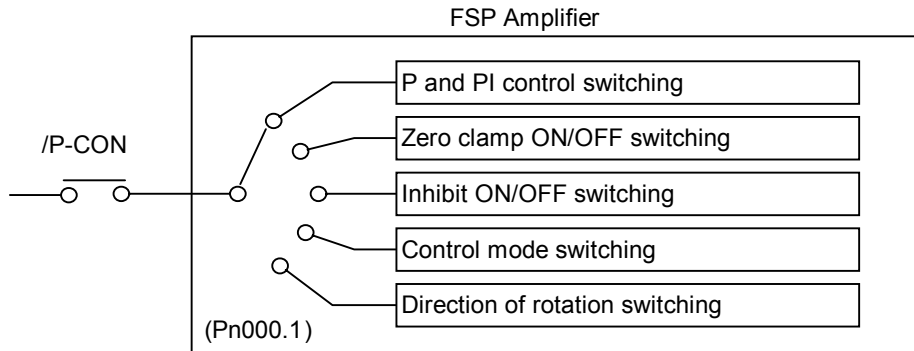 FSP Amplifier
P and PI control switching
/P-CON
Zero clamp ON/OFF switching
Inhibit ON/OFF switching
Control mode switching
Direction of rotation switching
(Pn000.1)